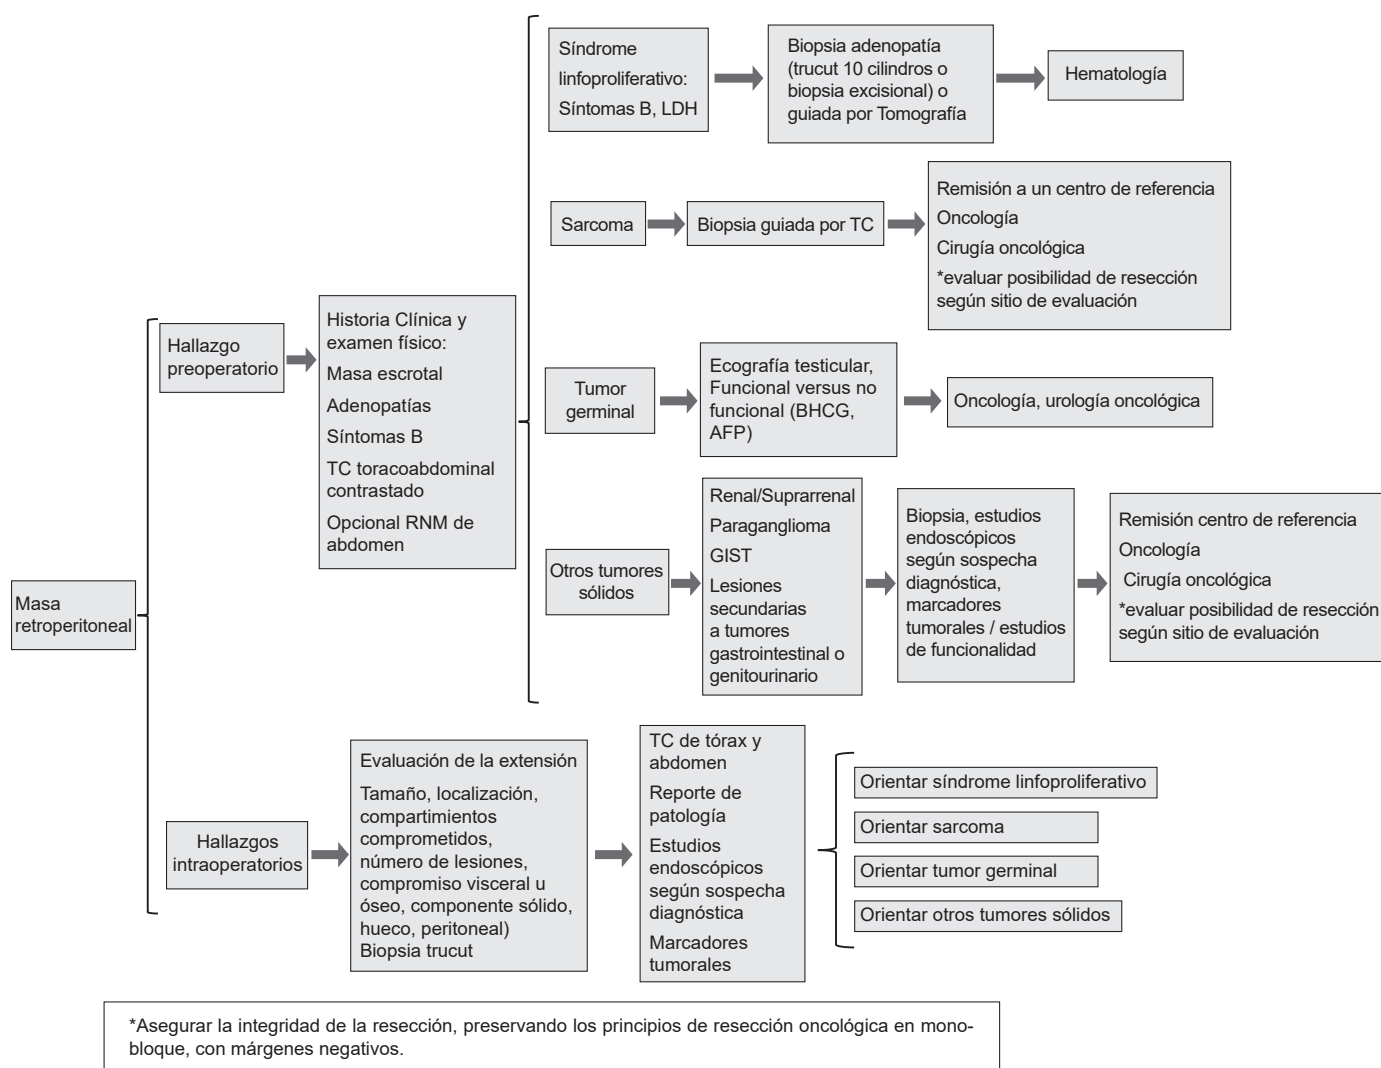 Masa
retroperitoneal
Hallazgo
preoperatorio
Historia Clínica y
examen físico:
Masa escrotal
Adenopatías
Síntomas B
TC toracoabdominal
contrastado
Opcional RNM de
abdomen
Síndrome
linfoproliferativo:
Síntomas B, LDH
Biopsia adenopatía
(trucut 10 cilindros o
biopsia excisional) o
guiada por Tomografía
Hematología
Sarcoma
Biopsia guiada por TC
Remisión a un centro de referencia
Oncología
Cirugía oncológica
*evaluar posibilidad de resección
según sitio de evaluación
Tumor
germinal
Ecografía testicular,
Funcional versus no
funcional (BHCG,
AFP)
Oncología, urología oncológica
Otros tumores
sólidos
Renal/Suprarrenal
Paraganglioma
GIST
Lesiones
secundarias
a tumores
gastrointestinal o
genitourinario
Biopsia, estudios
endoscópicos
según sospecha
diagnóstica,
marcadores
tumorales / estudios
de funcionalidad
Remisión centro de referencia
Oncología
Cirugía oncológica
*evaluar posibilidad de resección
según sitio de evaluación
Hallazgos
intraoperatorios
Evaluación de la extensión
Tamaño, localización,
compartimientos
comprometidos,
número de lesiones,
compromiso visceral u
óseo, componente sólido,
hueco, peritoneal)
Biopsia trucut
TC de tórax y
abdomen
Reporte de
patología
Estudios
endoscópicos
según sospecha
diagnóstica
Marcadores
tumorales
Orientar síndrome linfoproliferativo
Orientar sarcoma
Orientar tumor germinal
Orientar otros tumores sólidos
*Asegurar la integridad de la resección, preservando los principios de resección oncológica en mono-
bloque, con márgenes negativos.